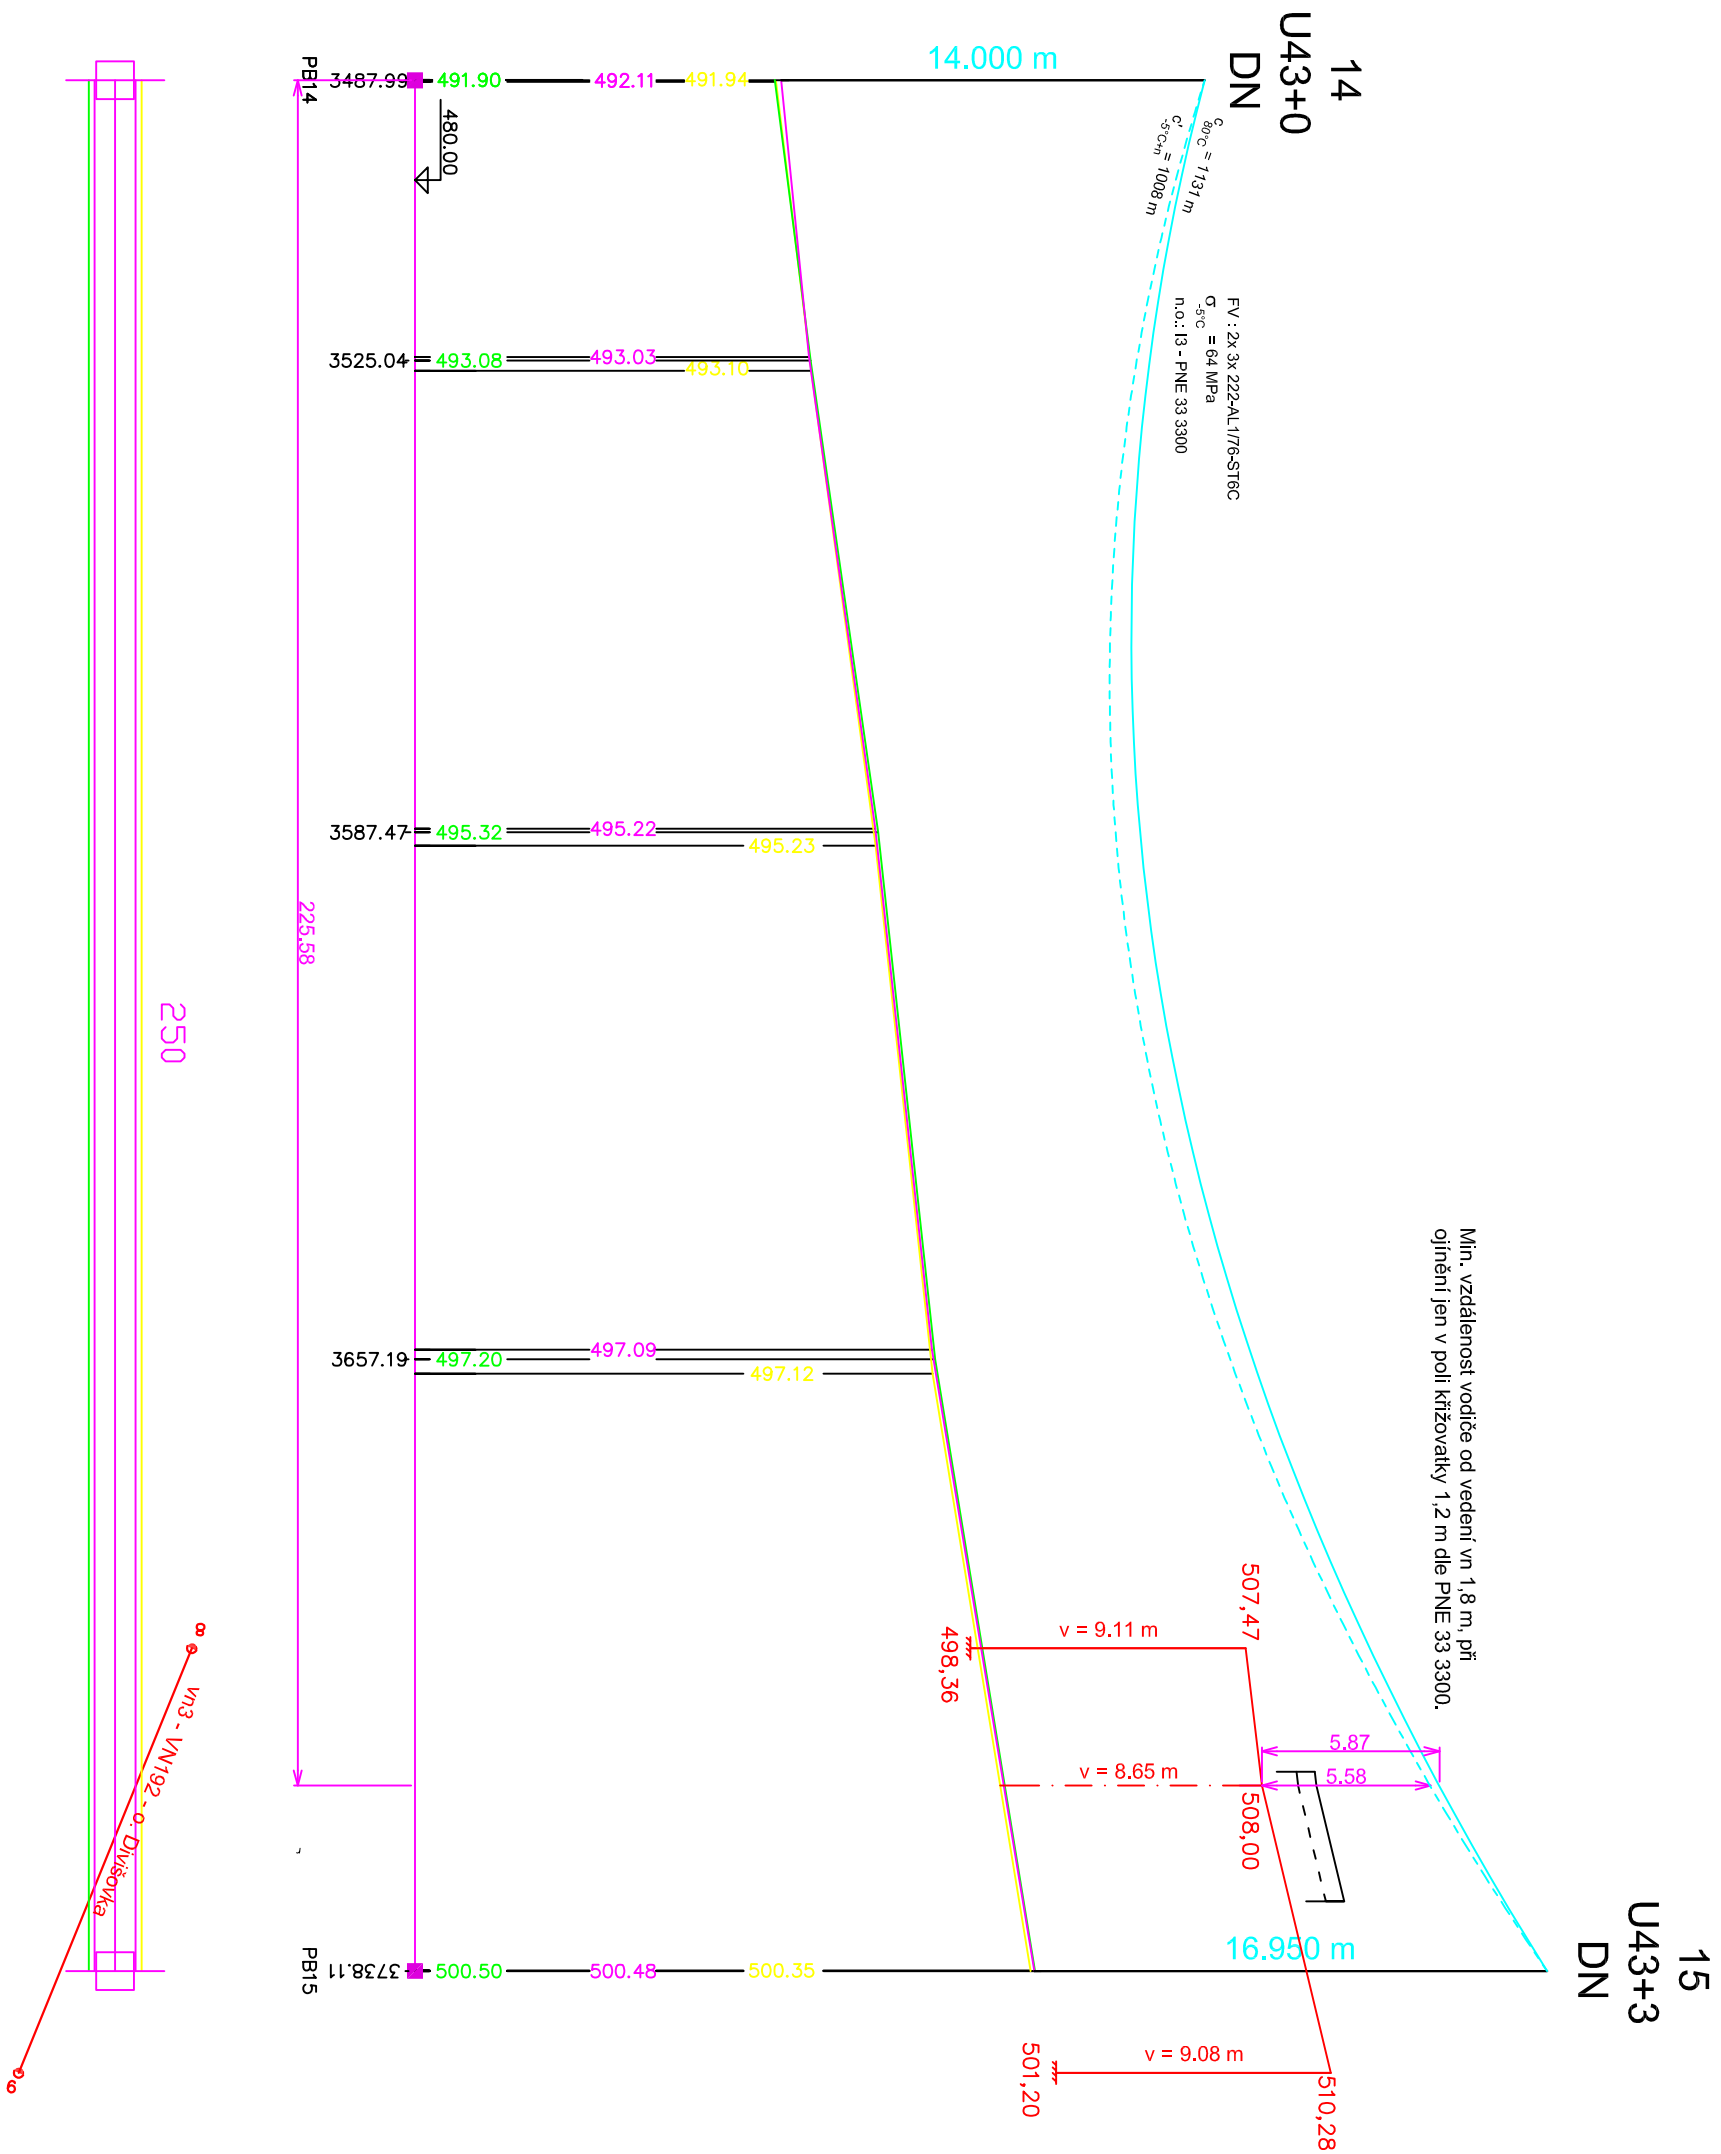 14
U43+0
DN
15
U43+3
DN
14.000 m
16.950 m
c 80°C = 1131 m
c' -5°C+n = 1008 m
FV : 2x 3x 222-AL1/76-ST6C
σ -5°C = 64 MPa
n.o.: I3 - PNE 33 3300
Min. vzdálenost vodiče od vedení vn 1,8 m, při
ojínění jen v poli křižovatky 1,2 m dle PNE 33 3300.
507,47
v = 9.11 m
498,36
5.87
5.58
v = 8.65 m
508,00
v = 9.08 m
501,20
510,28
480.00
PB14
3487.99
491.90
492.11
491.94
3525.04
493.08
493.03
493.10
3587.47
495.32
495.22
495.23
3657.19
497.20
497.09
497.12
PB15
3738.11
500.50
500.48
500.35
225.58
250
8
vn3 - VN192 - o. Divišovka
9